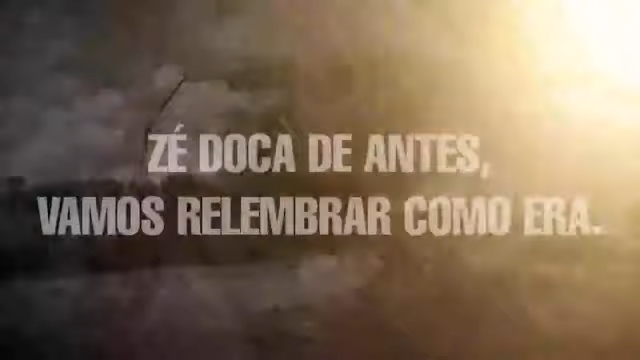 ZÉ DOCA DE ANTES,
VAMOS RELEMBRAR COMO ERA.